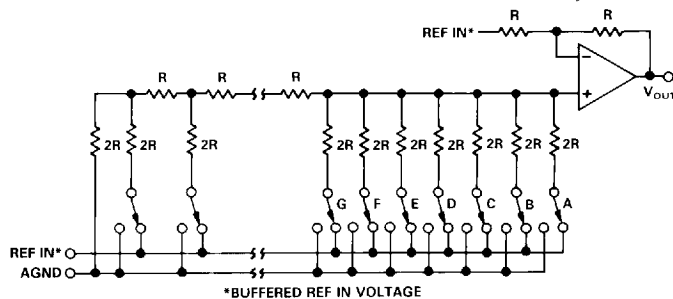 REF IN* R R
VOUT
R R R
2R 2R 2R 2R 2R 2R 2R 2R 2R 2R
G F E D C B A
REF IN*
AGND
*BUFFERED REF IN VOLTAGE